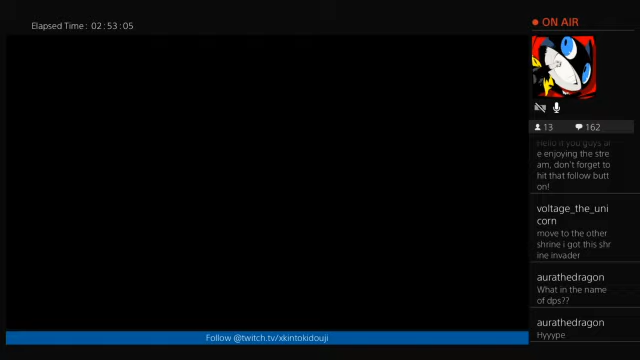 Elapsed Time : 02:53:05
ON AIR
13 162
hello if you guys ar
e enjoying the stre
am, don't forget to
hit that follow butt
on!
voltage_the_uni
corn
move to the other
shrine i got this shr
ine invader
aurathedragon
What in the name
of dps??
aurathedragon
Hyyype
Follow @twitch.tv/xkintokidouji